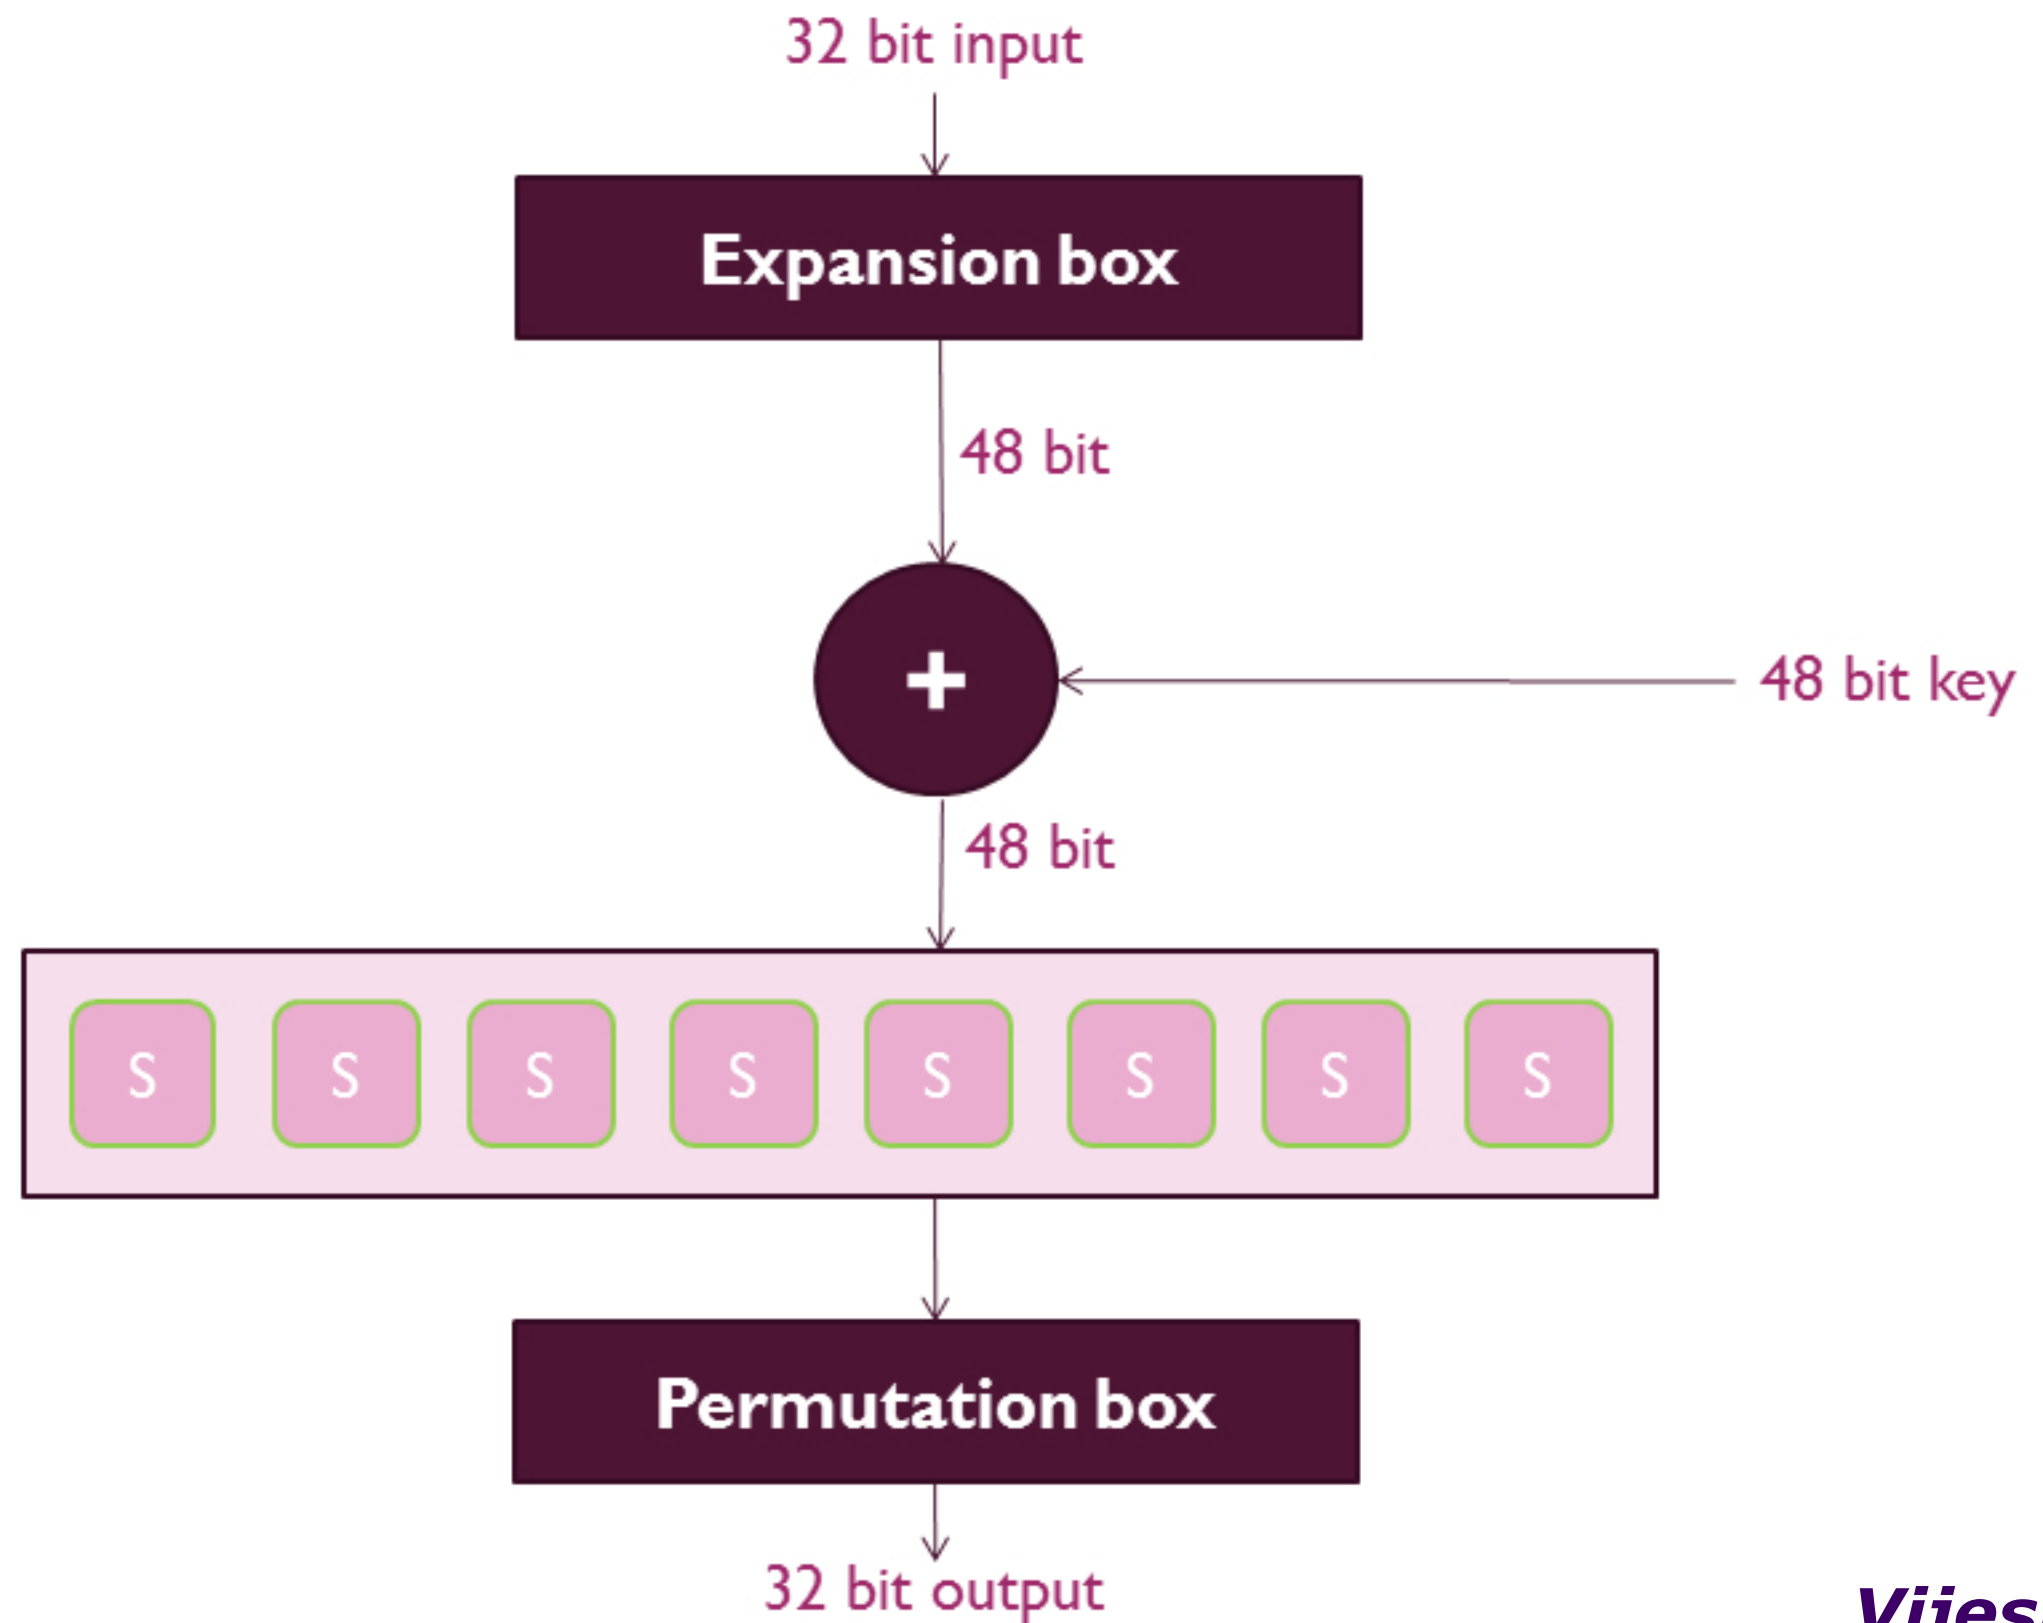 32 bit input
Expansion box
48 bit
+
48 bit key
48 bit
S S S S S S S S
Permutation box
32 bit output